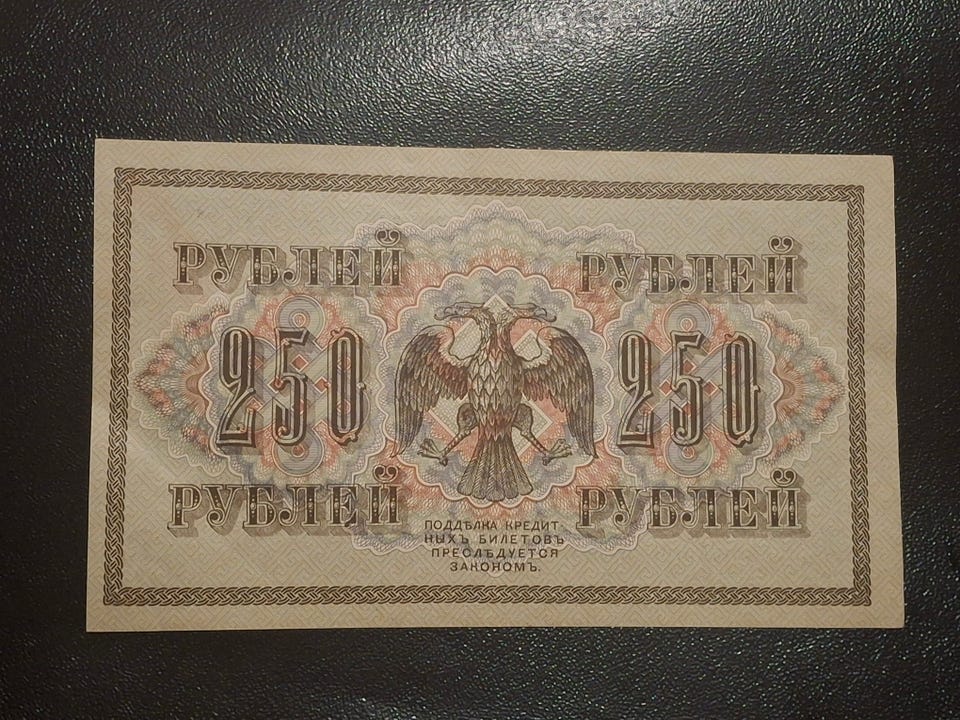 РУБЛЕЙ РУБЛЕЙ
250 250
РУБЛЕЙ РУБЛЕЙ
ПОДДѢЛКА КРЕДИТ-
НЫХЪ БИЛЕТОВЪ
ПРЕСЛѢДУЕТСЯ
ЗАКОНОМЪ.